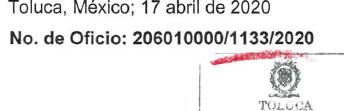 Toluca, México; 17 abril de 2020
No. de Oficio: 206010000/1133/2020
TOLUCA